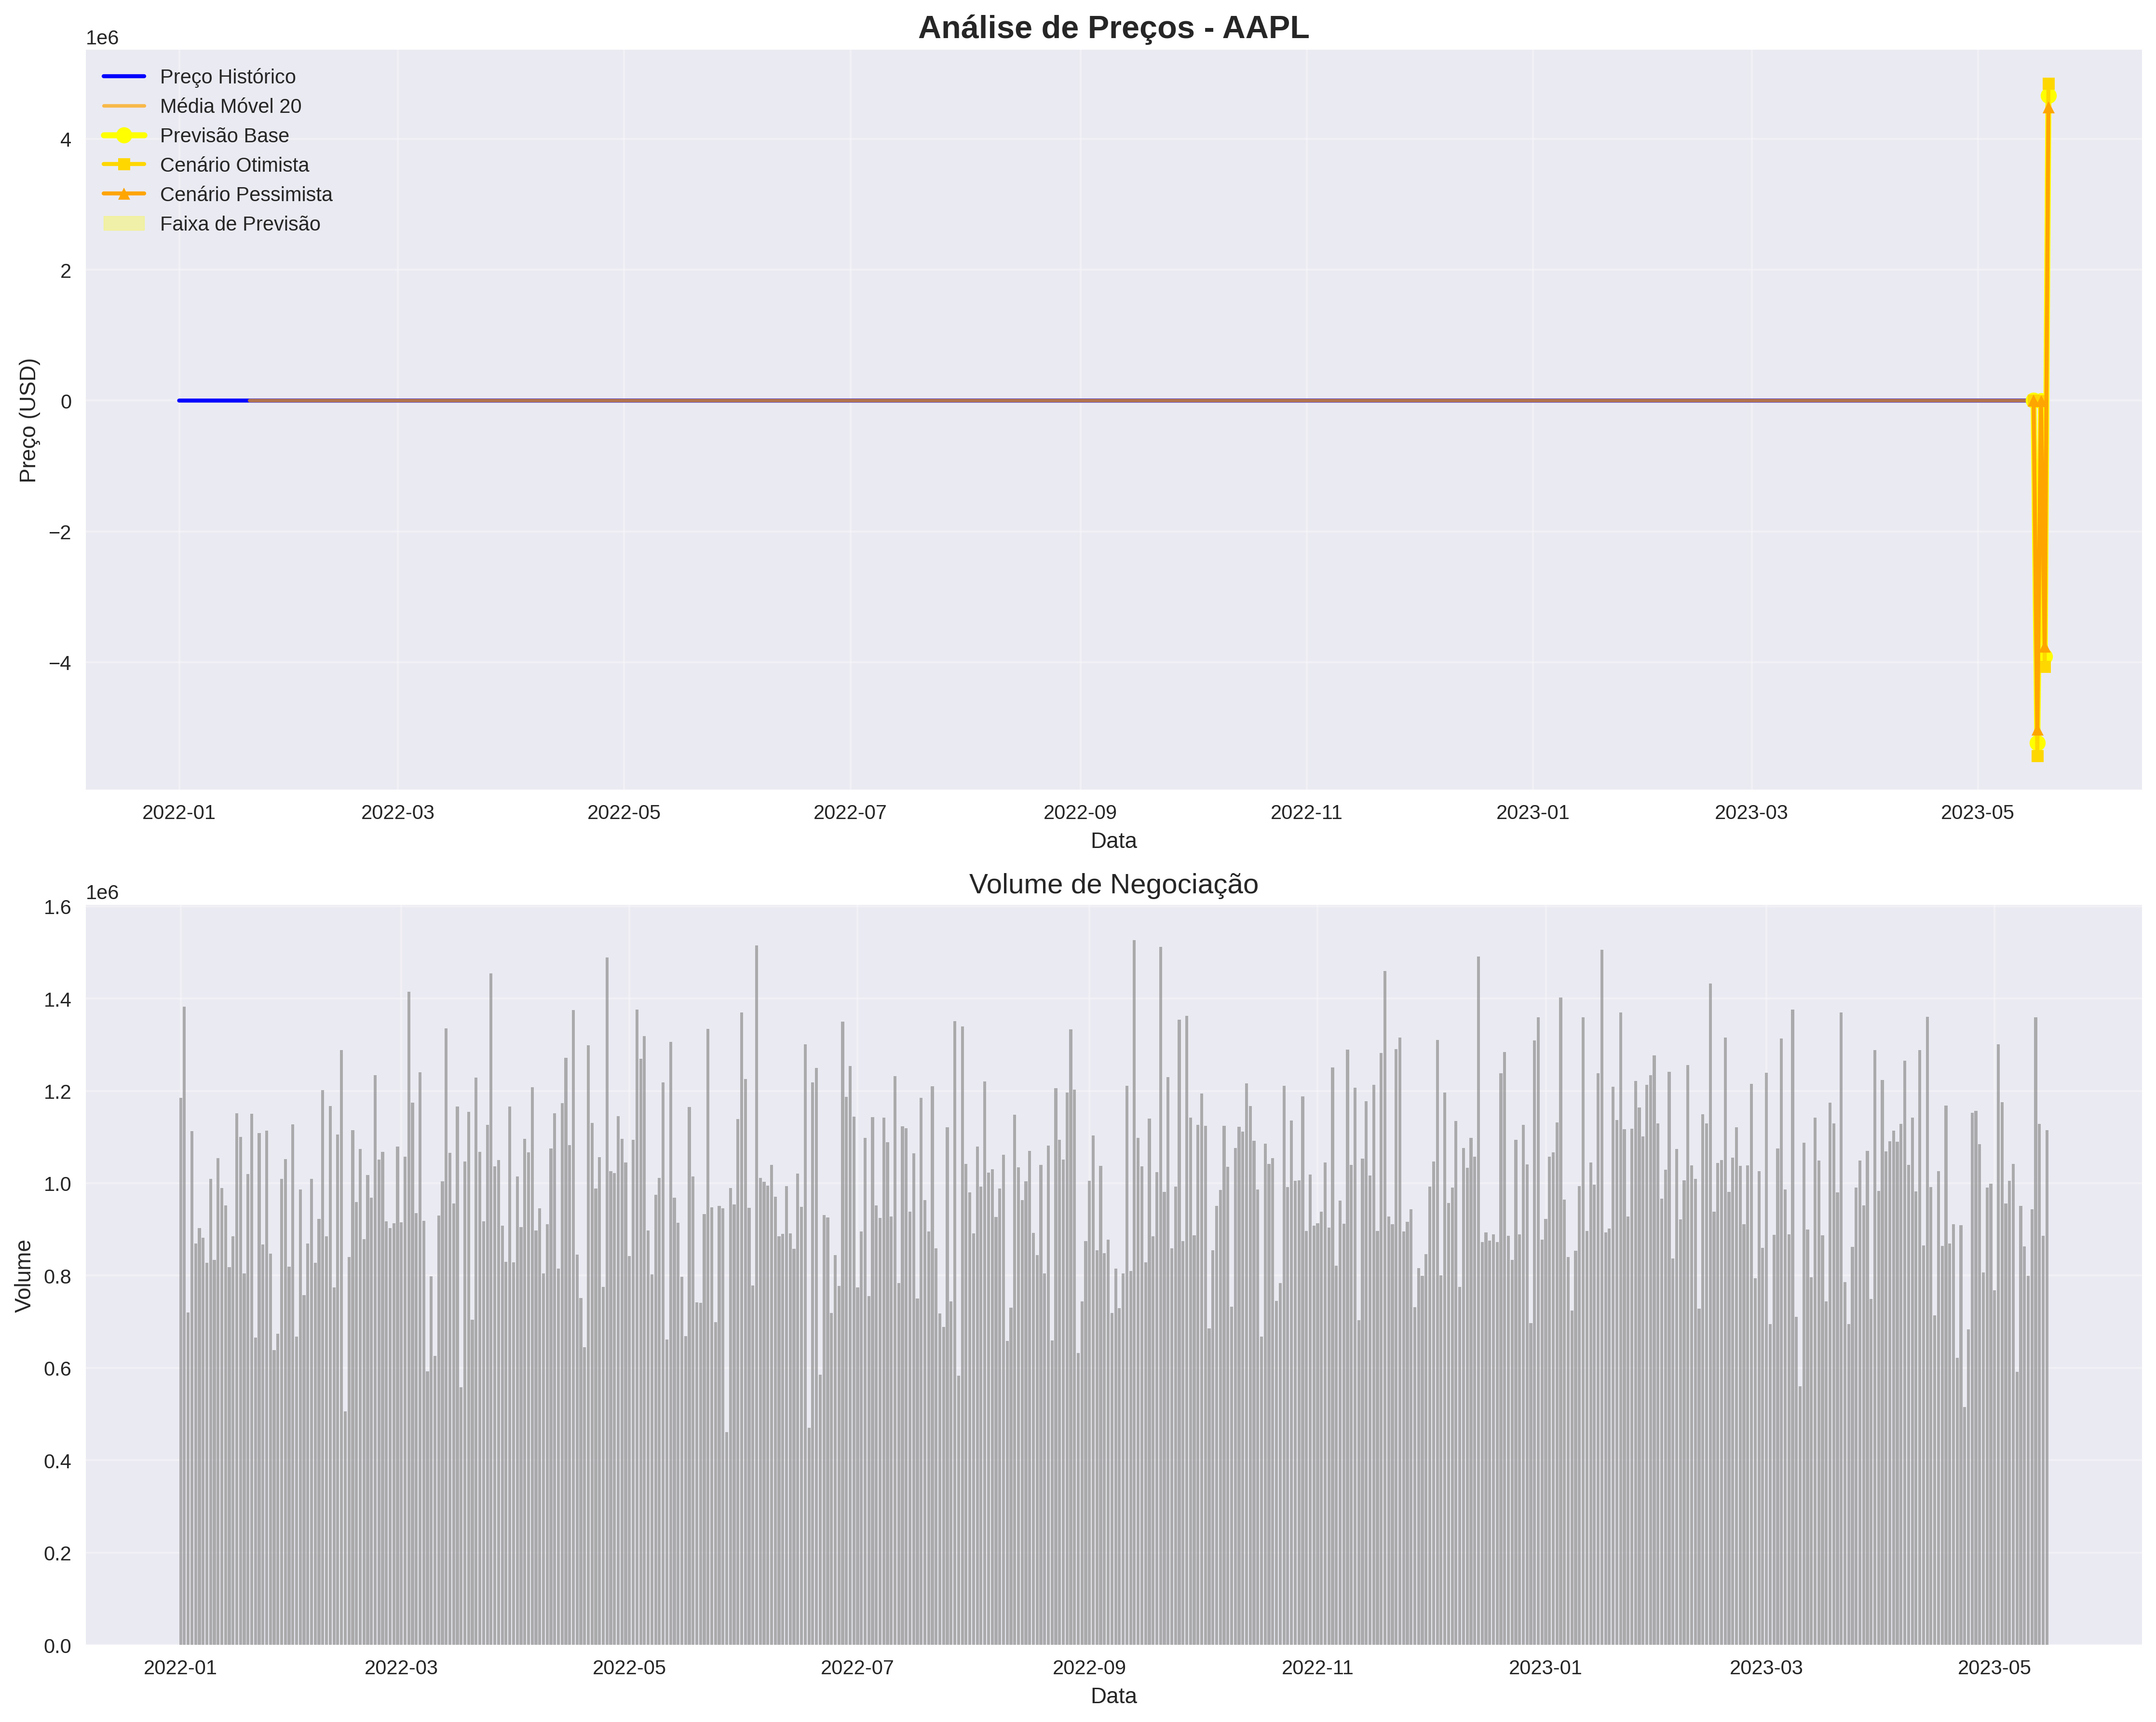 Análise de Preços - AAPL
1e6
Preço Histórico
Média Móvel 20
Previsão Base
Cenário Otimista
Cenário Pessimista
Faixa de Previsão
4
2
0
−2
−4
Preço (USD)
2022-01 2022-03 2022-05 2022-07 2022-09 2022-11 2023-01 2023-03 2023-05
Data
Volume de Negociação
1e6
1.6
1.4
1.2
1.0
0.8
0.6
0.4
0.2
0.0
Volume
2022-01 2022-03 2022-05 2022-07 2022-09 2022-11 2023-01 2023-03 2023-05
Data